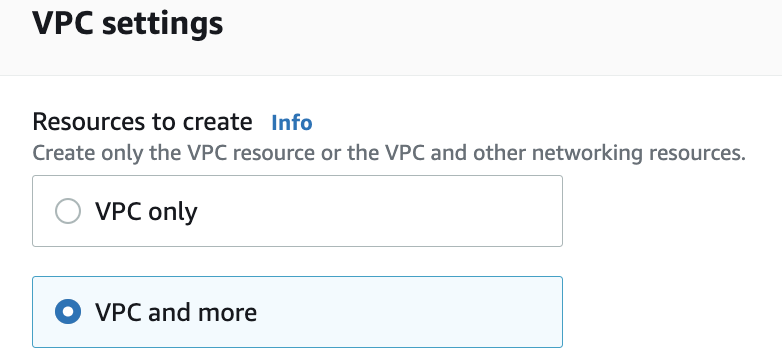 VPC settings
Resources to create Info
Create only the VPC resource or the VPC and other networking resources.
VPC only
VPC and more